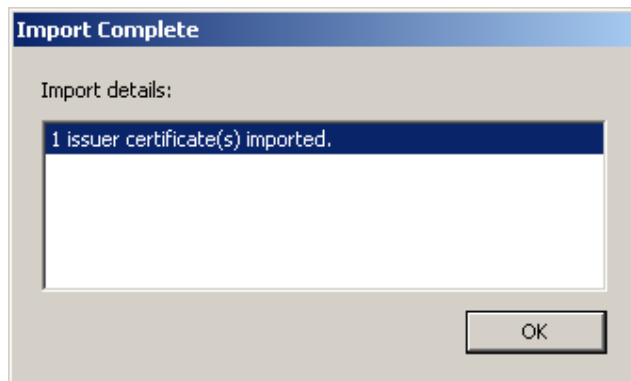 Import Complete
Import details:
1 issuer certificate(s) imported.
OK